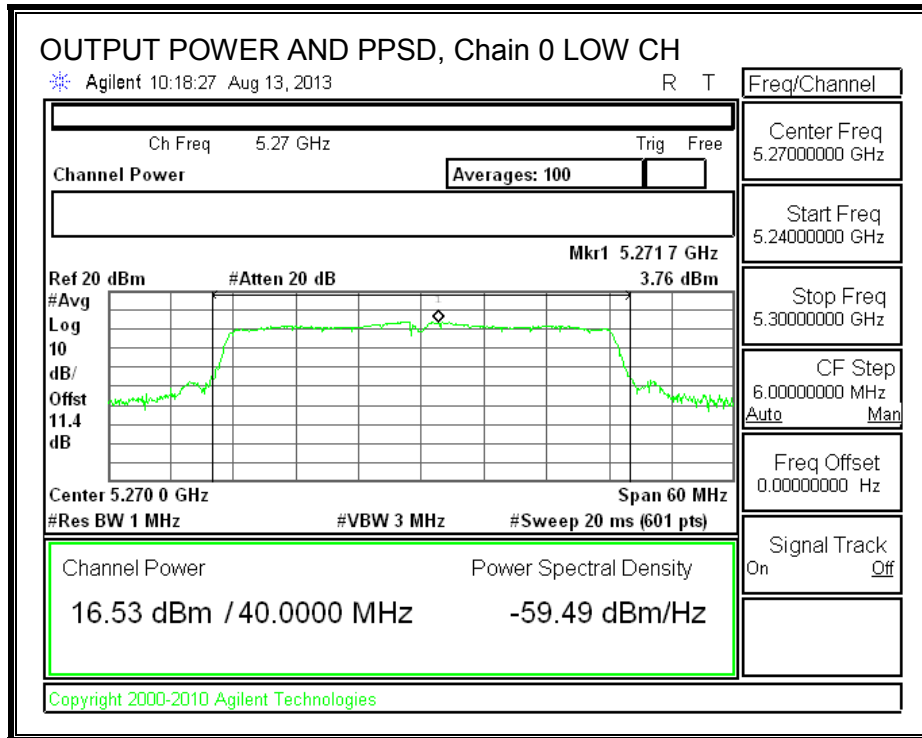 OUTPUT POWER AND PPSD, Chain 0 LOW CH
Agilent 10:18:27 Aug 13, 2013 R T
Freq/Channel
Ch Freq 5.27 GHz Trig Free
Channel Power Averages: 100
Center Freq
5.27000000 GHz
Start Freq
5.24000000 GHz
Mkr1 5.271 7 GHz
Ref 20 dBm #Atten 20 dB 3.76 dBm
Stop Freq
5.30000000 GHz
#Avg
Log
10
dB/
Offst
11.4
dB
1
CF Step
6.00000000 MHz
Auto Man
Freq Offset
0.00000000 Hz
Center 5.270 0 GHz Span 60 MHz
#Res BW 1 MHz #VBW 3 MHz #Sweep 20 ms (601 pts)
Signal Track
On Off
Channel Power Power Spectral Density
16.53 dBm / 40.0000 MHz -59.49 dBm/Hz
Copyright 2000-2010 Agilent Technologies